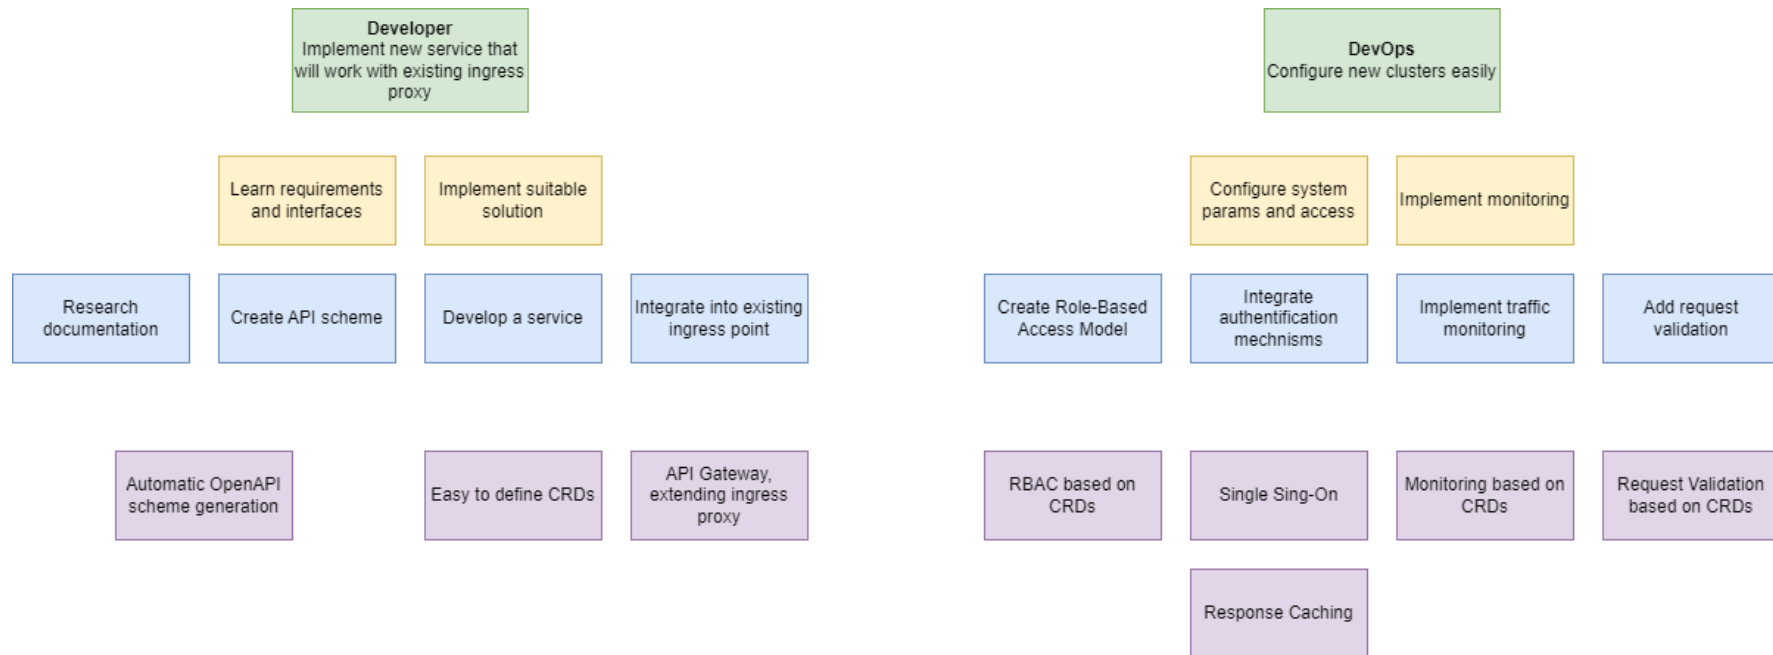 Developer
Implement new service that
will work with existing ingress
proxy
DevOps
Configure new clusters easily
Learn requirements
and interfaces
Implement suitable
solution
Configure system
params and access
Implement monitoring
Research
documentation
Create API scheme
Develop a service
Integrate into existing
ingress point
Create Role-Based
Access Model
Integrate
authentification
mechnisms
Implement traffic
monitoring
Add request
validation
Automatic OpenAPI
scheme generation
Easy to define CRDs
API Gateway,
extending ingress
proxy
RBAC based on
CRDs
Single Sing-On
Monitoring based on
CRDs
Request Validation
based on CRDs
Response Caching